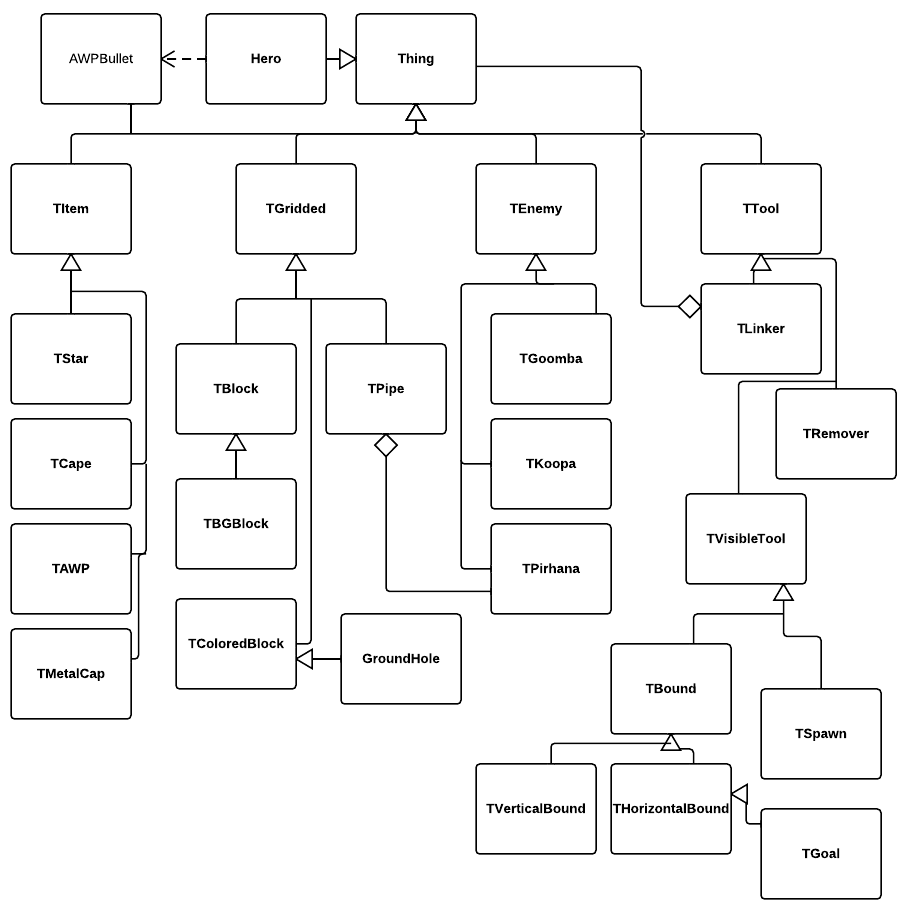 AWPBullet
Hero
Thing
TItem
TGridded
TEnemy
TTool
TLinker
TStar
TBlock
TPipe
TGoomba
TRemover
TCape
TKoopa
TBGBlock
TVisibleTool
TAWP
TPirhana
TColoredBlock
GroundHole
TMetalCap
TBound
TSpawn
TVerticalBound
THorizontalBound
TGoal